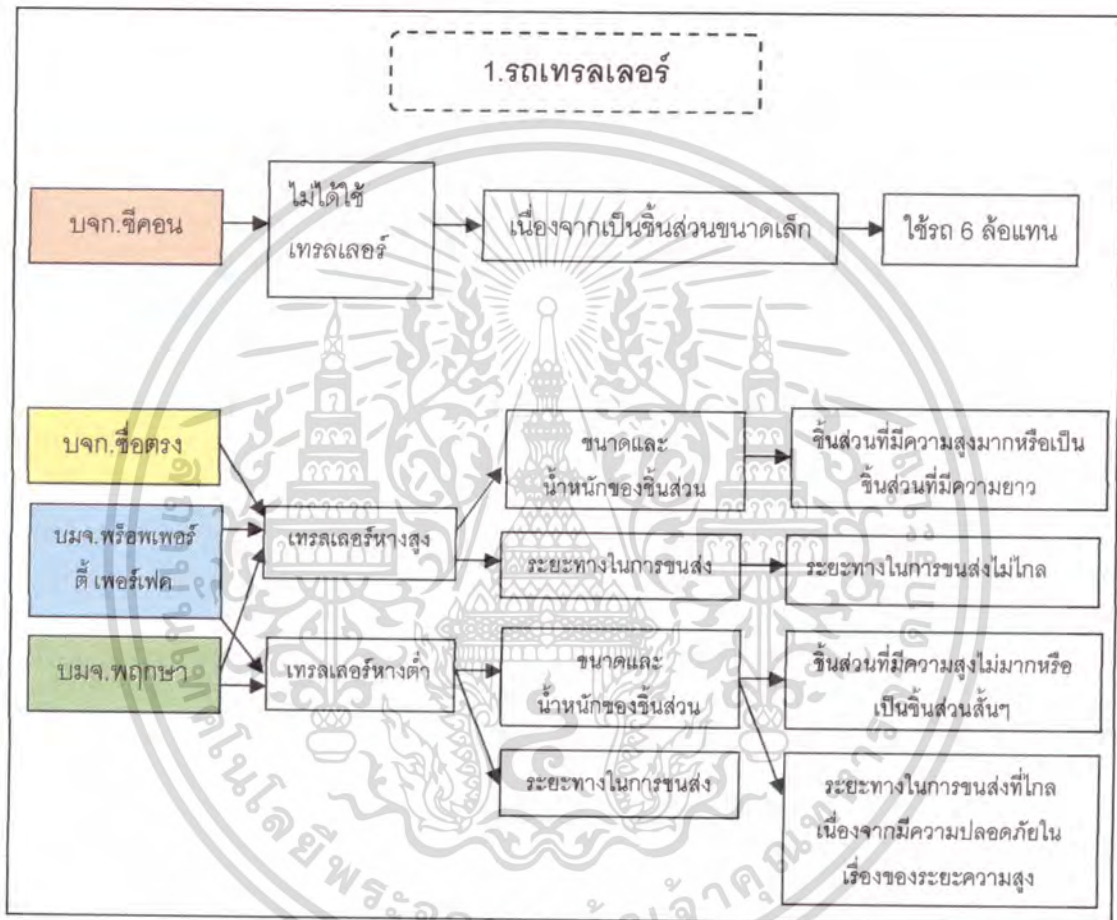 1.รถเทรลเลอร์
บจก.ซีคอน
ไม่ได้ใช้
เทรลเลอร์
เนื่องจากเป็นชิ้นส่วนขนาดเล็ก
ใช้รถ 6 ล้อแทน
บจก.ซื่อตรง
บมจ.พร็อพเพอร์
ตี้ เพอร์เฟค
บมจ.พฤกษา
เทรลเลอร์หางสูง
เทรลเลอร์หางต่ำ
ขนาดและ
น้ำหนักของชิ้นส่วน
ชิ้นส่วนที่มีความสูงมากหรือเป็น
ชิ้นส่วนที่มีความยาว
ระยะทางในการขนส่ง
ระยะทางในการขนส่งไม่ไกล
ขนาดและ
น้ำหนักของชิ้นส่วน
ชิ้นส่วนที่มีความสูงไม่มากหรือ
เป็นชิ้นส่วนสั้นๆ
ระยะทางในการขนส่ง
ระยะทางในการขนส่งที่ไกล
เนื่องจากมีความปลอดภัยใน
เรื่องของระยะความสูง